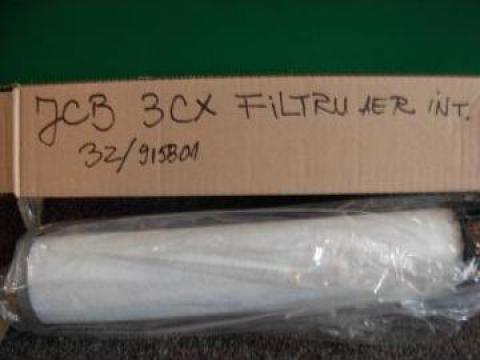 JCB 3CX FiLTRU AER iNT.
32/915801